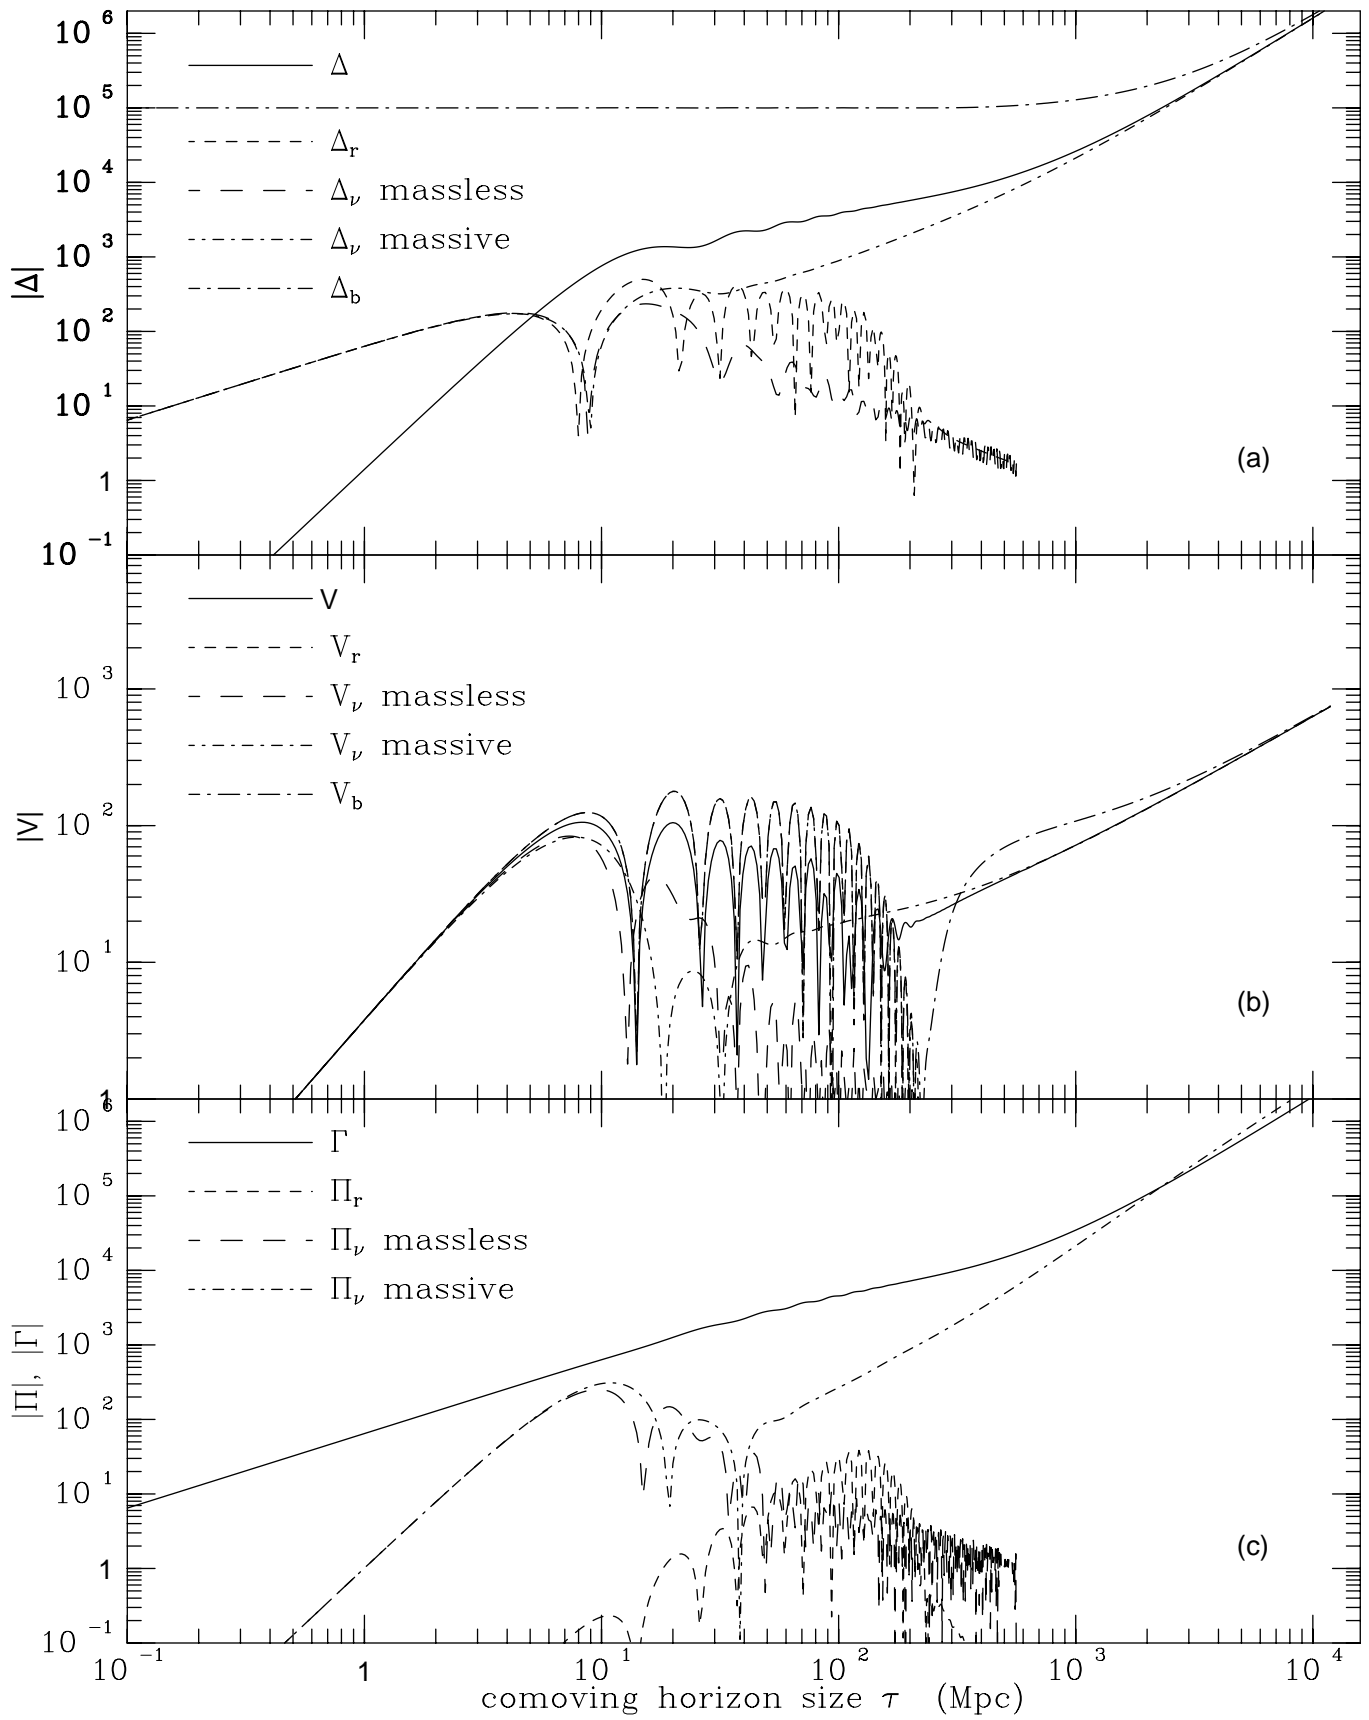 10 6
10 5
10 4
10 3
10 2
10 1
1
10 -1
|Δ|
Δ
Δr
Δν massless
Δν massive
Δb
(a)
10 3
10 2
10 1
1
|V|
V
Vr
Vν massless
Vν massive
Vb
(b)
10 6
10 5
10 4
10 3
10 2
10 1
1
10 -1
|Π|, |Γ|
Γ
Πr
Πν massless
Πν massive
(c)
10 -1 1 10 1 10 2 10 3 10 4
comoving horizon size τ (Mpc)